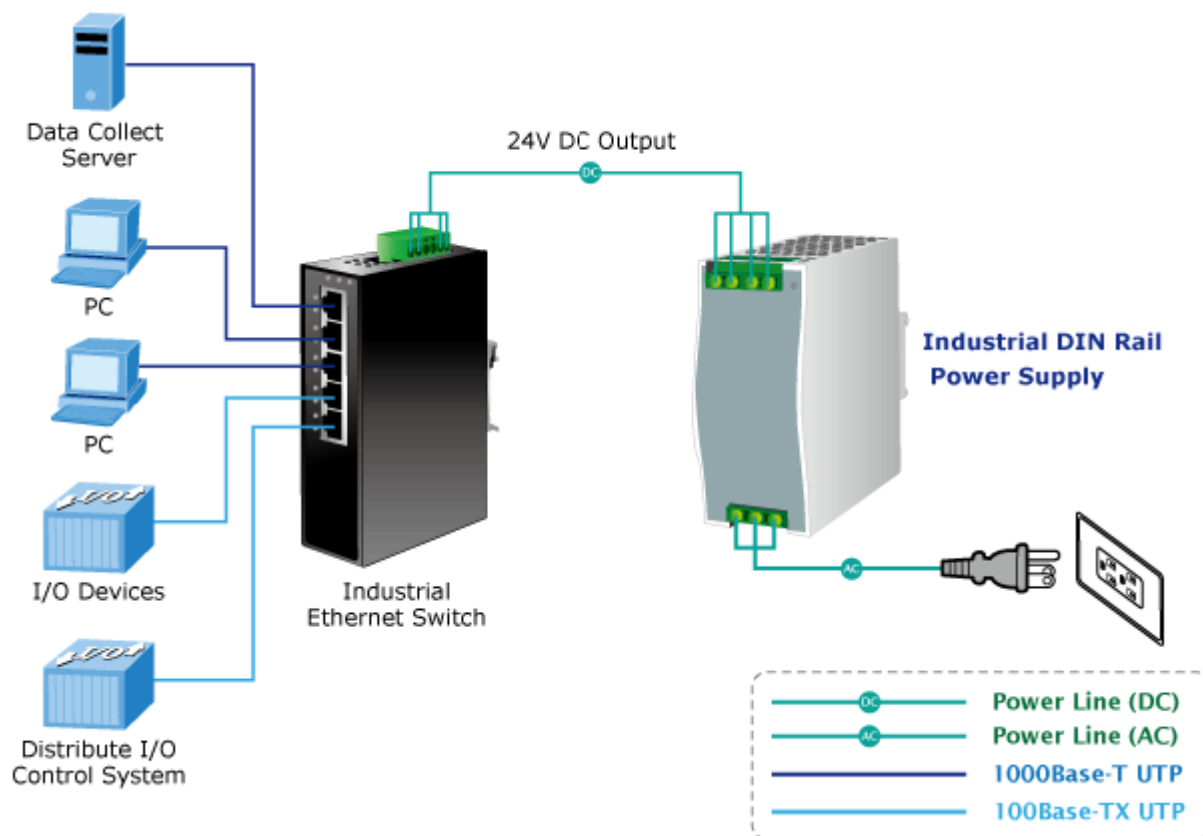 Data Collect
Server
24V DC Output
DC
PC
Industrial DIN Rail
Power Supply
PC
I/O
I/O Devices
Industrial
Ethernet Switch
AC
I/O
Distribute I/O
Control System
DC
Power Line (DC)
AC
Power Line (AC)
1000Base-T UTP
100Base-TX UTP